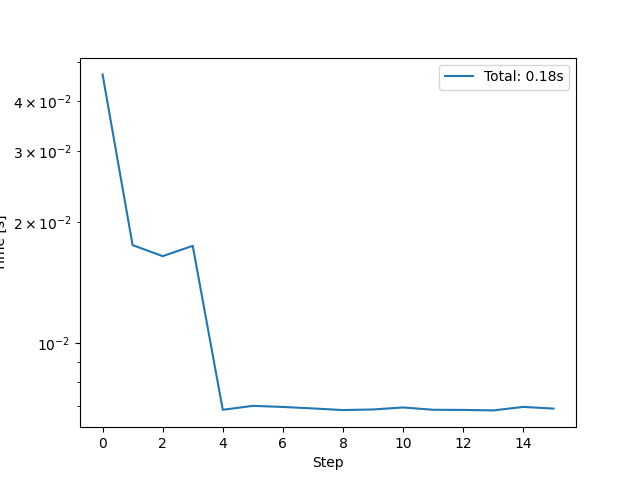 Total: 0.18s
4 × 10⁻²
3 × 10⁻²
2 × 10⁻²
10⁻²
[s]
0 2 4 6 8 10 12 14
Step